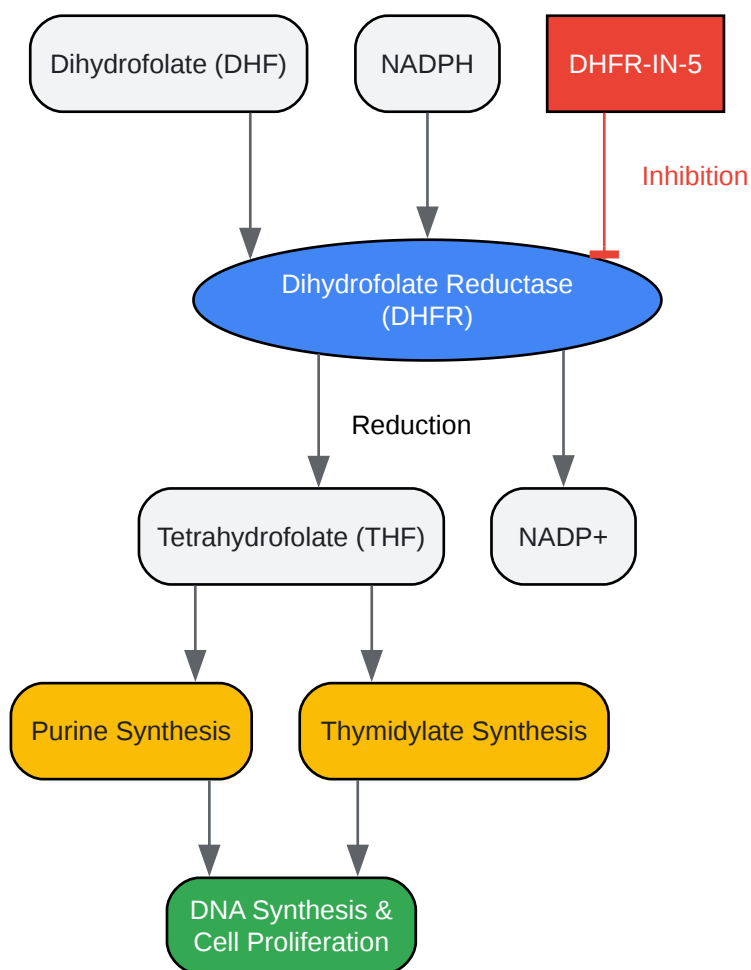 Dihydrofolate (DHF)
NADPH
DHFR-IN-5
Inhibition
Dihydrofolate Reductase
(DHFR)
Reduction
Tetrahydrofolate (THF)
NADP+
Purine Synthesis
Thymidylate Synthesis
DNA Synthesis &
Cell Proliferation